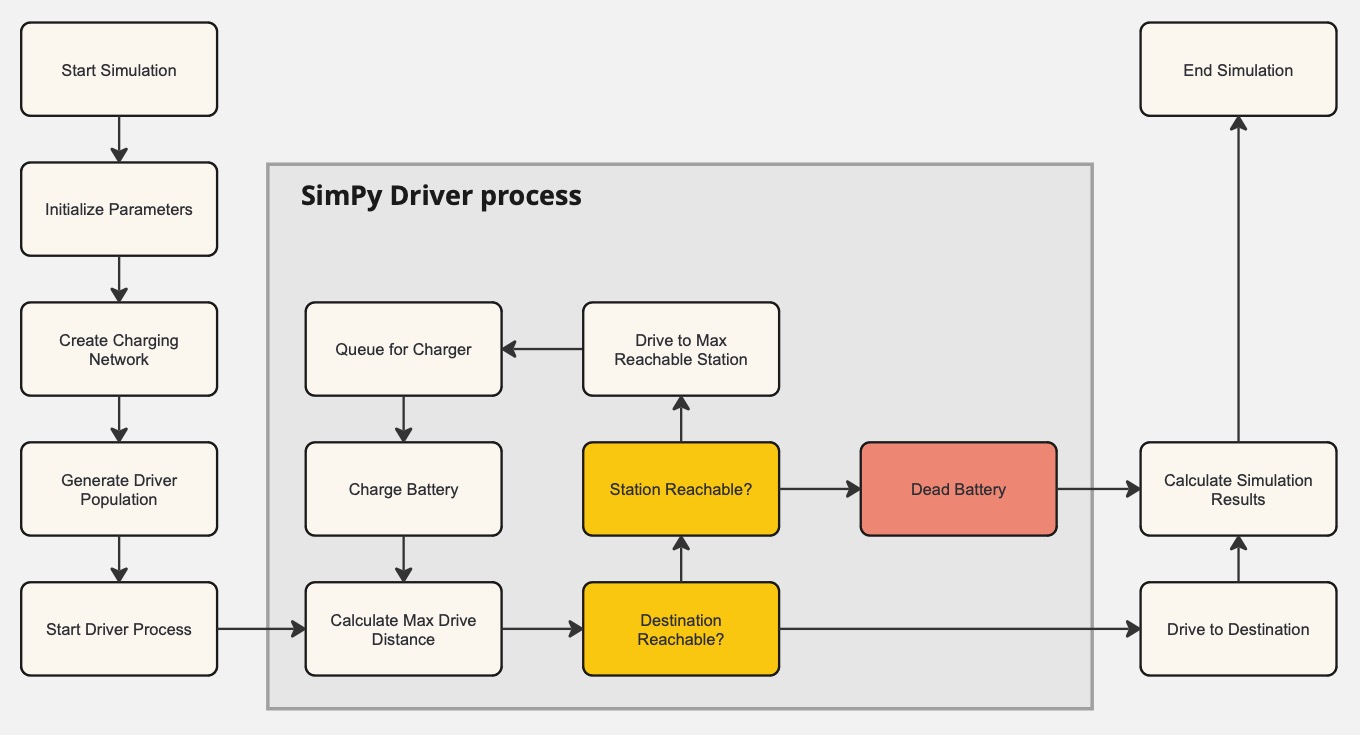 Start Simulation
End Simulation
Initialize Parameters
SimPy Driver process
Create Charging
Network
Queue for Charger
Drive to Max
Reachable Station
Generate Driver
Population
Charge Battery
Station Reachable?
Dead Battery
Calculate Simulation
Results
Start Driver Process
Calculate Max Drive
Distance
Destination
Reachable?
Drive to Destination